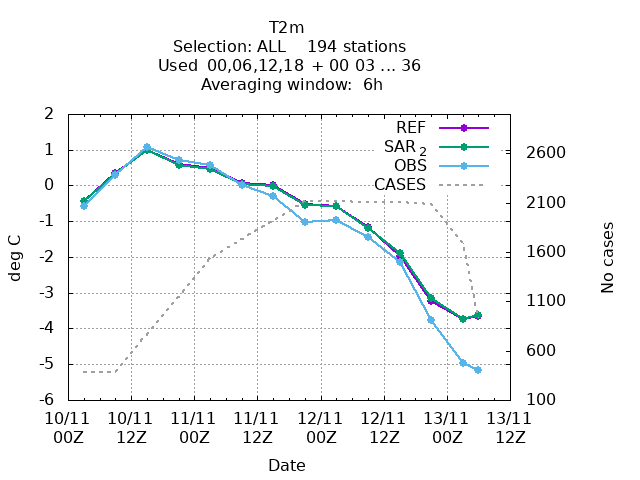 T2m
Selection: ALL    194 stations
Used  00,06,12,18 + 00 03 ... 36
Averaging window:  6h
2
1
0
-1
-2
-3
-4
-5
-6
deg C
REF
SAR 2
OBS
CASES
2600
2100
1600
1100
600
100
No cases
10/11 10/11 11/11 11/11 12/11 12/11 13/11 13/11
00Z 12Z 00Z 12Z 00Z 12Z 00Z 12Z
Date